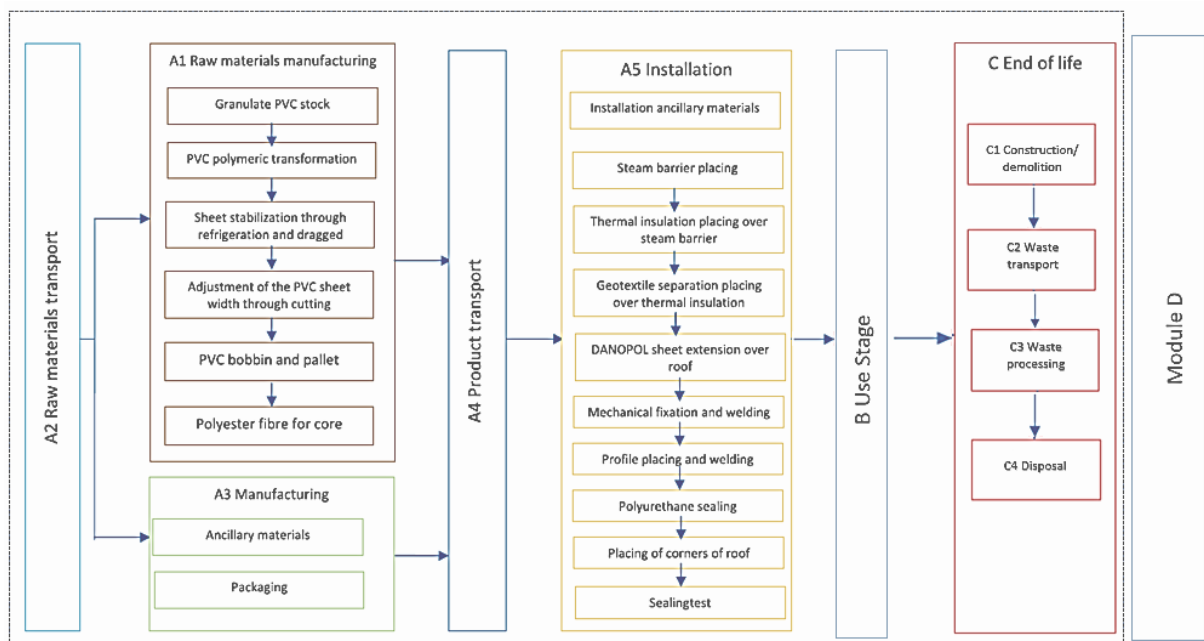 A2 Raw materials transport
A1 Raw materials manufacturing
Granulate PVC stock
PVC polymeric transformation
Sheet stabilization through
refrigeration and dragged
Adjustment of the PVC sheet
width through cutting
PVC bobbin and pallet
Polyester fibre for core
A3 Manufacturing
Ancillary materials
Packaging
A4 Product transport
A5 Installation
Installation ancillary materials
Steam barrier placing
Thermal insulation placing over
steam barrier
Geotextile separation placing
over thermal insulation
DANOPOL sheet extension over
roof
Mechanical fixation and welding
Profile placing and welding
Polyurethane sealing
Placing of corners of roof
Sealingtest
B Use Stage
C End of life
C1 Construction/
demolition
C2 Waste
transport
C3 Waste
processing
C4 Disposal
Module D